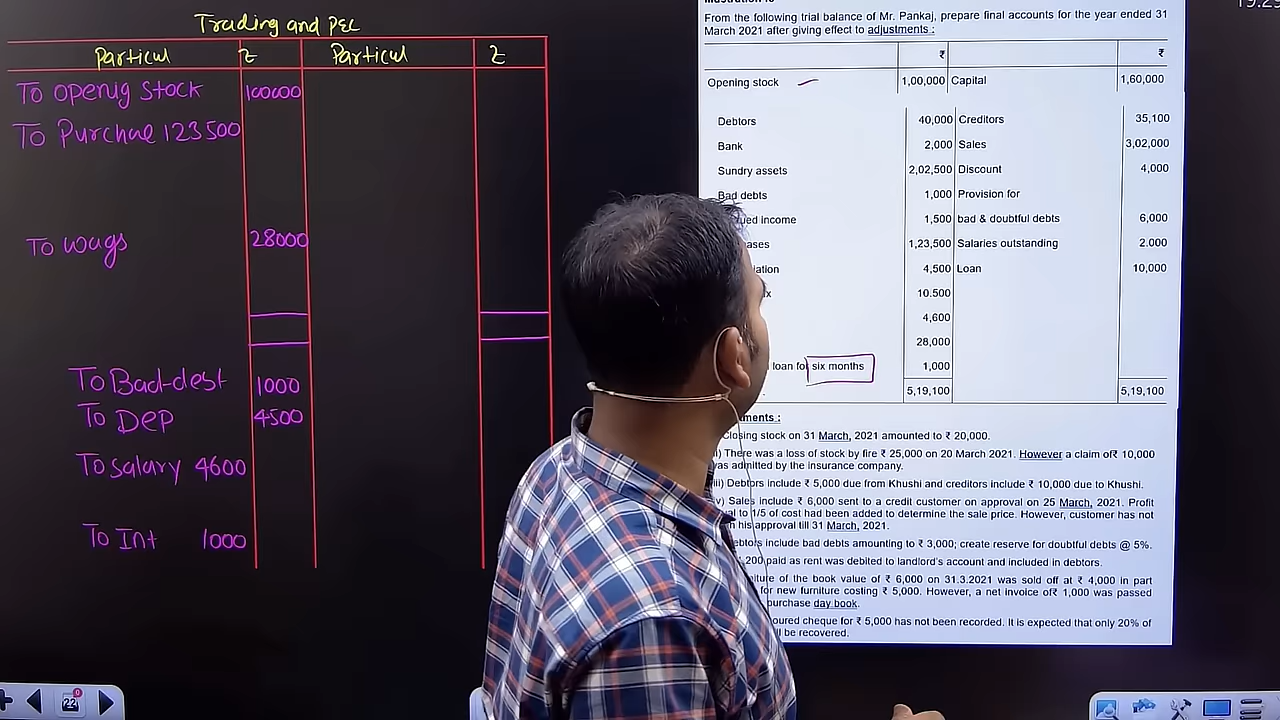 Trading and P&L
Particul ₹ Particul ₹
To openig Stock 100000
To Purchae 123500
To wags 28000
To Bad-dest 1000
To Dep 4500
To salary 4600
To Int 1000
From the following trial balance of Mr. Pankaj, prepare final accounts for the year ended 31
March 2021 after giving effect to adjustments :
₹ ₹
Opening stock 1,00,000 Capital 1,60,000
Debtors 40,000 Creditors 35,100
Bank 2,000 Sales 3,02,000
Sundry assets 2,02,500 Discount 4,000
Bad debts 1,000 Provision for
income 1,500 bad & doubtful debts 6,000
1,23,500 Salaries outstanding 2.000
4,500 Loan 10,000
10.500
4,600
28,000
loan for six months 1,000
5,19,100 5,19,100
Closing stock on 31 March, 2021 amounted to ₹ 20,000.
There was a loss of stock by fire ₹ 25,000 on 20 March 2021. However a claim of₹ 10,000
was admitted by the insurance company.
(iii) Debtors include ₹ 5,000 due from Khushi and creditors include ₹ 10,000 due to Khushi.
Sales include ₹ 6,000 sent to a credit customer on approval on 25 March, 2021. Profit
to 1/5 of cost had been added to determine the sale price. However, customer has not
his approval till 31 March, 2021.
include bad debts amounting to ₹ 3,000; create reserve for doubtful debts @ 5%.
paid as rent was debited to landlord's account and included in debtors.
of the book value of ₹ 6,000 on 31.3.2021 was sold off at ₹ 4,000 in part
for new furniture costing ₹ 5,000. However, a net invoice of₹ 1,000 was passed
purchase day book.
cheque for ₹ 5,000 has not been recorded. It is expected that only 20% of
be recovered.
22